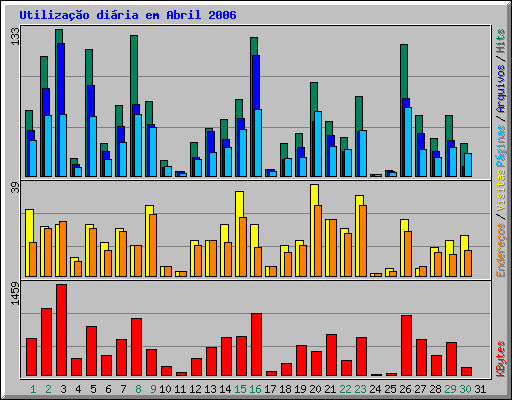 Utilização diária em Abril 2006
133
39
1459
Endereços / Visitas Páginas / Arquivos / Hits
KBytes
1 2 3 4 5 6 7 8 9 10 11 12 13 14 15 16 17 18 19 20 21 22 23 24 25 26 27 28 29 30 31